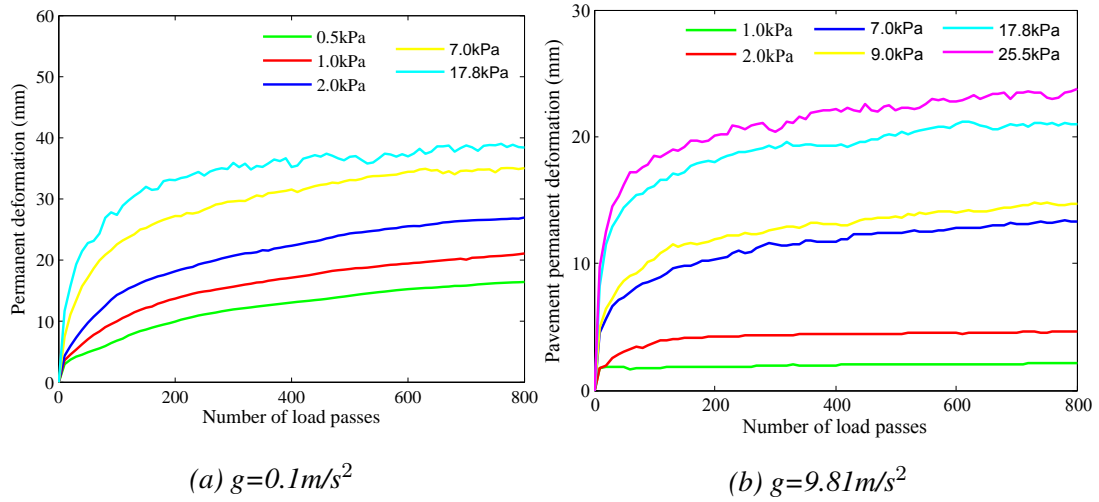 60
50
40
30
20
10
0
Permanent deformation (mm)
0.5kPa
1.0kPa
2.0kPa
7.0kPa
17.8kPa
0 200 400 600 800
Number of load passes
(a) g=0.1m/s²
30
20
10
0
Pavement permanent deformation (mm)
1.0kPa
2.0kPa
7.0kPa
9.0kPa
17.8kPa
25.5kPa
0 200 400 600 800
Number of load passes
(b) g=9.81m/s²